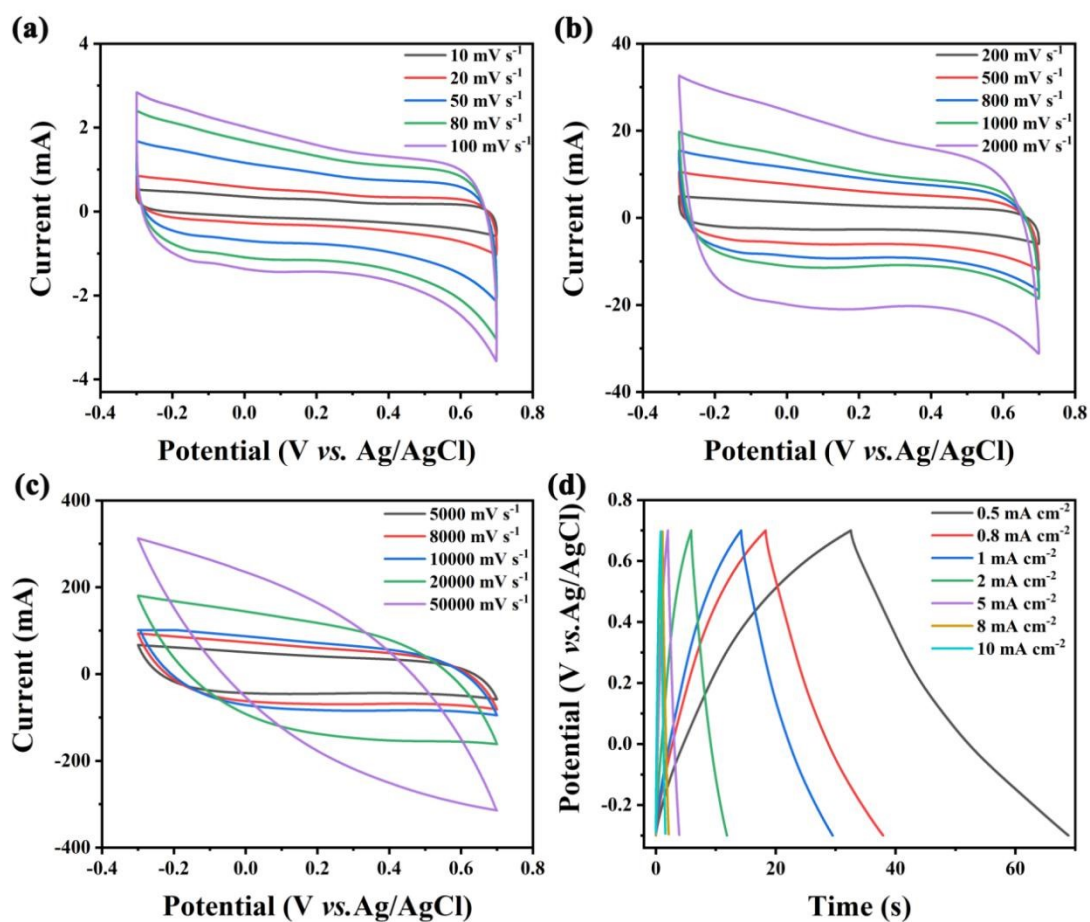 (a)
10 mV s⁻¹
20 mV s⁻¹
50 mV s⁻¹
80 mV s⁻¹
100 mV s⁻¹
4
2
0
-2
-4
Current (mA)
-0.4 -0.2 0.0 0.2 0.4 0.6 0.8
Potential (V vs. Ag/AgCl)
(b)
200 mV s⁻¹
500 mV s⁻¹
800 mV s⁻¹
1000 mV s⁻¹
2000 mV s⁻¹
40
20
0
-20
-40
Current (mA)
-0.4 -0.2 0.0 0.2 0.4 0.6 0.8
Potential (V vs.Ag/AgCl)
(c)
5000 mV s⁻¹
8000 mV s⁻¹
10000 mV s⁻¹
20000 mV s⁻¹
50000 mV s⁻¹
400
200
0
-200
-400
Current (mA)
-0.4 -0.2 0.0 0.2 0.4 0.6 0.8
Potential (V vs.Ag/AgCl)
(d)
0.5 mA cm⁻²
0.8 mA cm⁻²
1 mA cm⁻²
2 mA cm⁻²
5 mA cm⁻²
8 mA cm⁻²
10 mA cm⁻²
0.8
0.6
0.4
0.2
0.0
-0.2
Potential (V vs.Ag/AgCl)
0 20 40 60
Time (s)